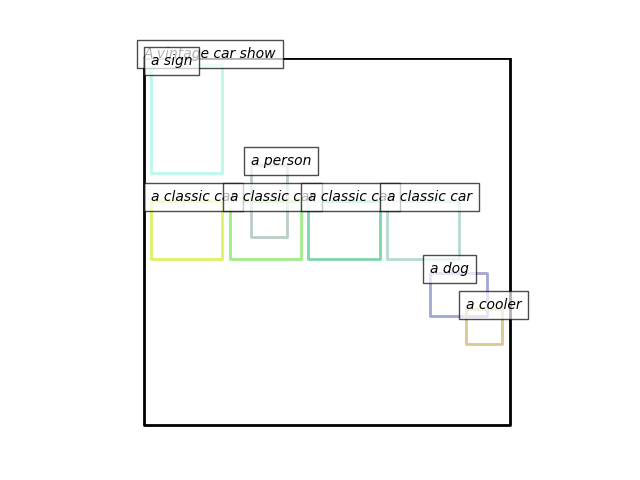 A vintage car show
a sign
a person
a classic car
a classic car
a classic car
a classic car
a dog
a cooler